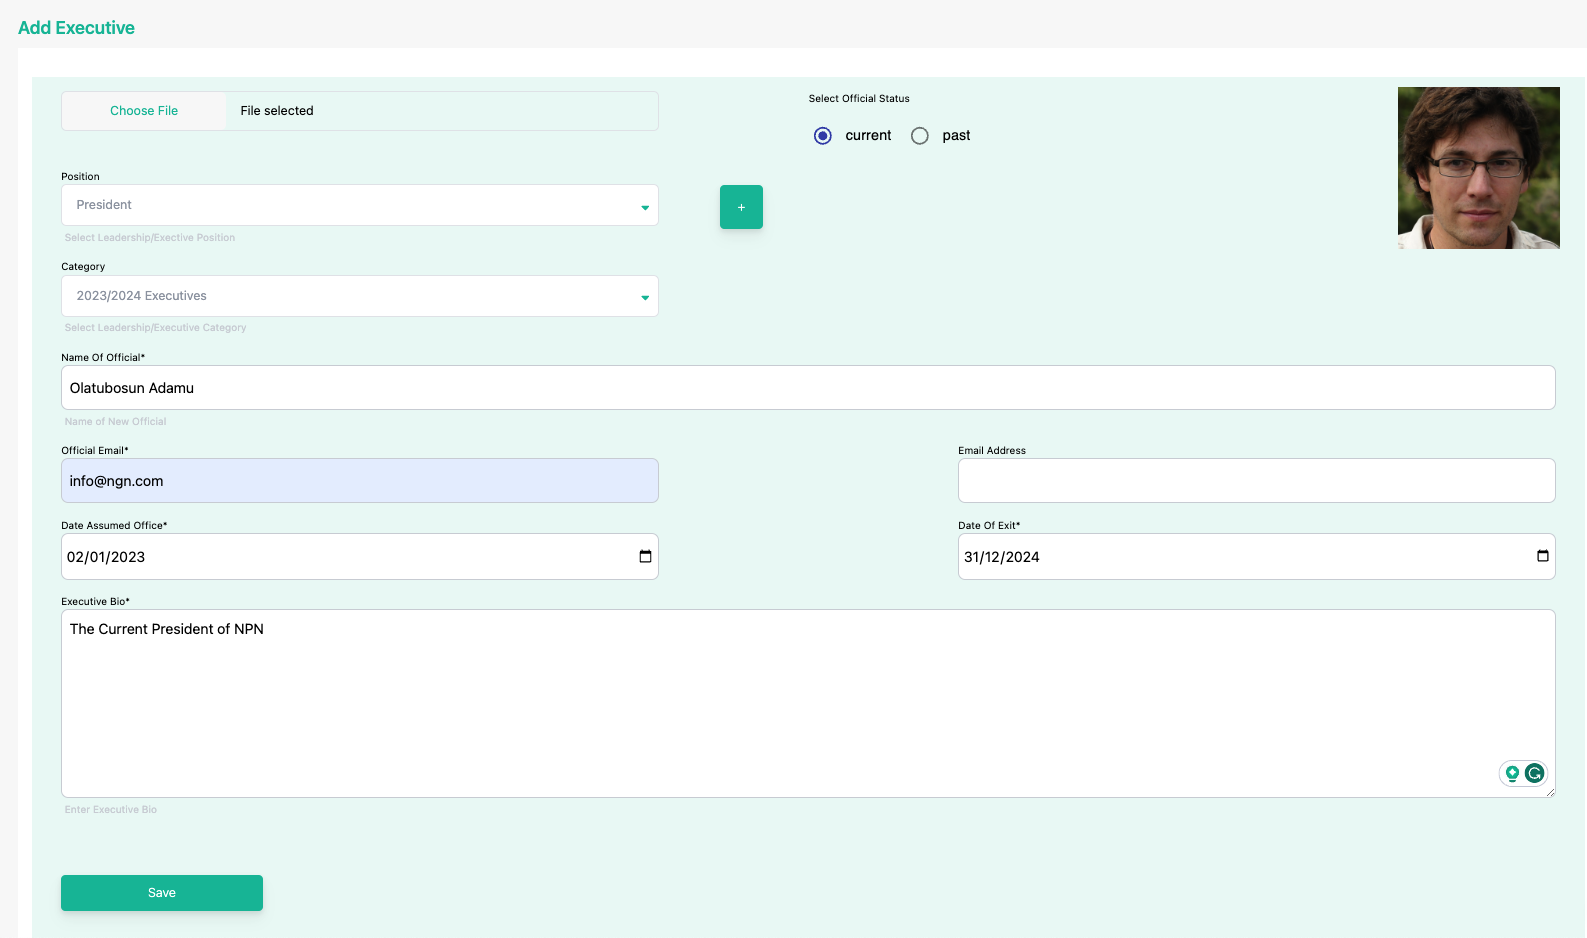 Add Executive
Choose File File selected
Select Official Status
current past
Position
President
+
Select Leadership/Exective Position
Category
2023/2024 Executives
Select Leadership/Executive Category
Name Of Official*
Olatubosun Adamu
Name of New Official
Official Email* Email Address
info@ngn.com
Date Assumed Office* Date Of Exit*
02/01/2023 31/12/2024
Executive Bio*
The Current President of NPN
Enter Executive Bio
Save